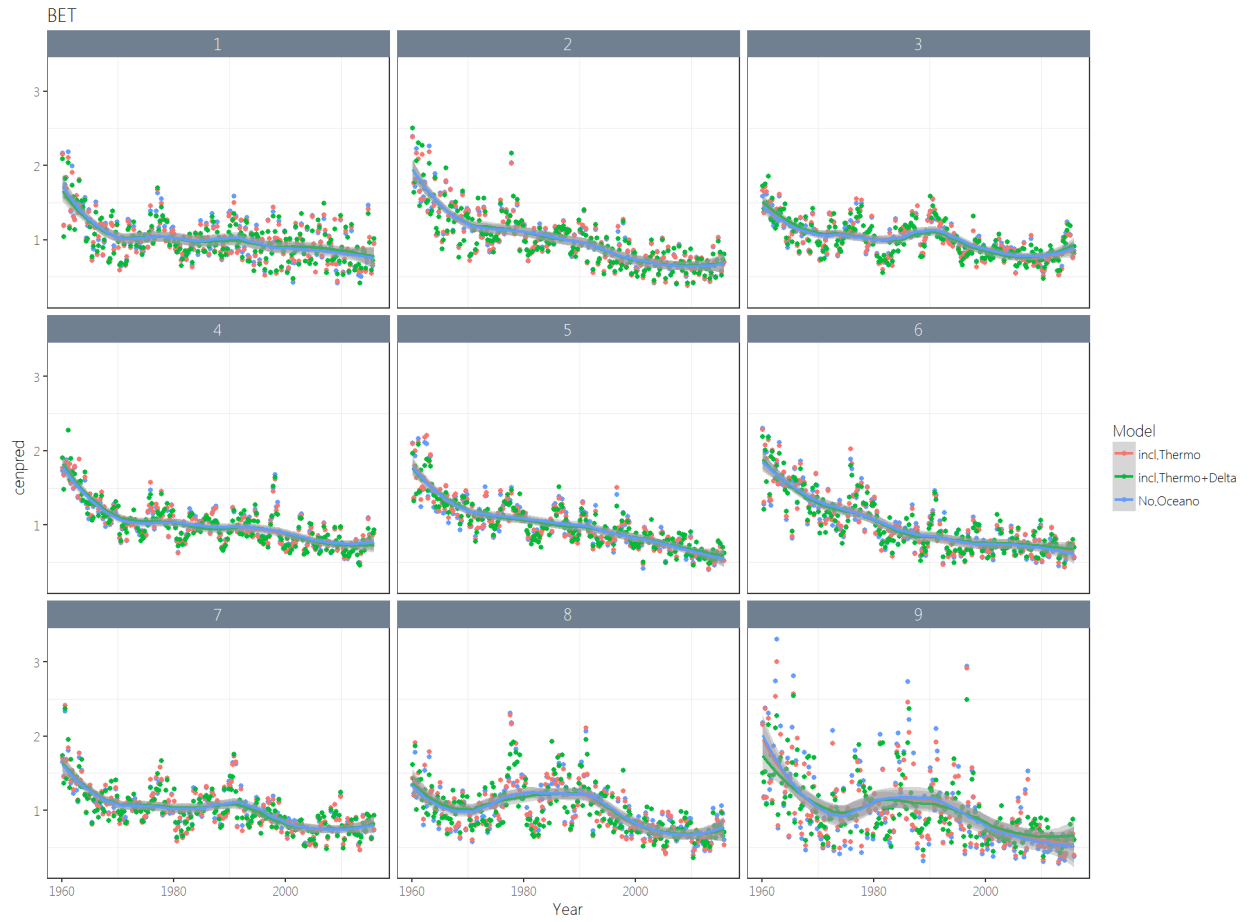 BET
1 2 3
3
2
1
4 5 6
3
2
1
cenpred
Model
incl,Thermo
incl,Thermo+Delta
No,Oceano
7 8 9
3
2
1
1960 1980 2000 1960 1980 2000 1960 1980 2000
Year